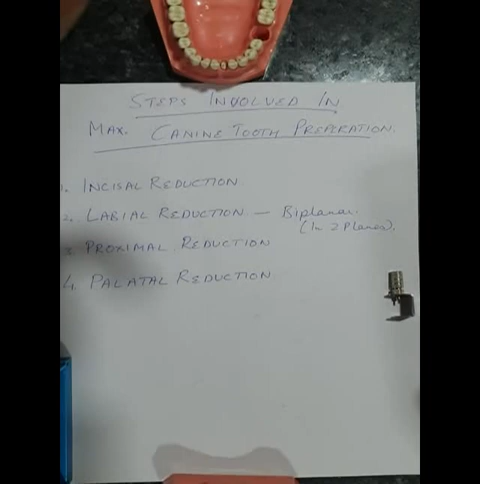 STEPS INVOLVED IN
MAX. CANINE TOOTH PREPERATION.
1. INCISAL REDUCTION
2. LABIAL REDUCTION — Biplanar.
(In 2 Planes).
3. PROXIMAL REDUCTION
4. PALATAL REDUCTION